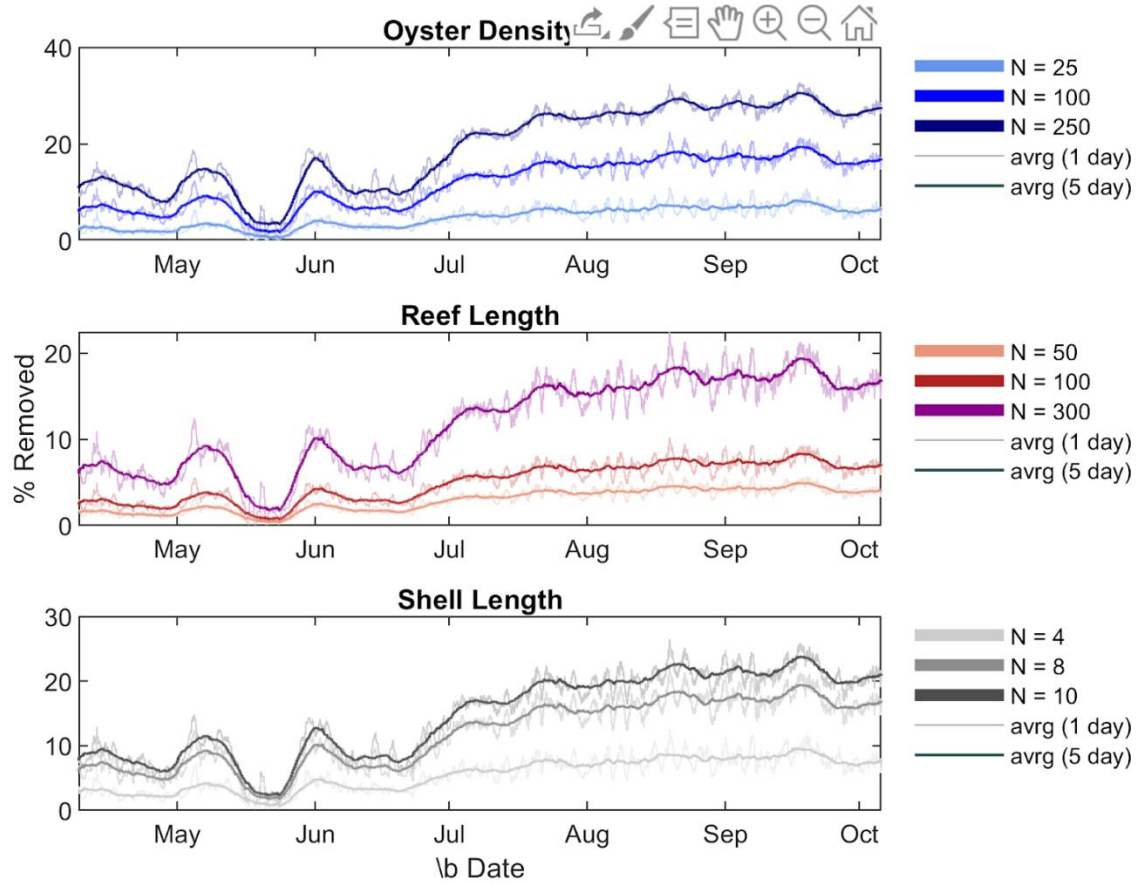 Oyster Density
40
20
0
May Jun Jul Aug Sep Oct
N = 25
N = 100
N = 250
avrg (1 day)
avrg (5 day)
Reef Length
% Removed
20
10
0
May Jun Jul Aug Sep Oct
N = 50
N = 100
N = 300
avrg (1 day)
avrg (5 day)
Shell Length
30
20
10
0
May Jun Jul Aug Sep Oct
\b Date
N = 4
N = 8
N = 10
avrg (1 day)
avrg (5 day)